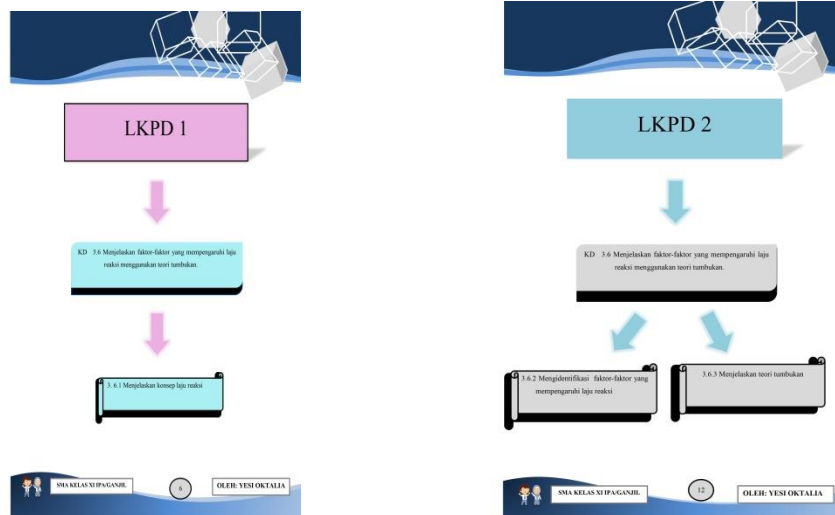 LKPD 1
KD 3.6 Menjelaskan faktor-faktor yang mempengaruhi laju
reaksi menggunakan teori tumbukan.
3. 6.1 Menjelaskan konsep laju reaksi
SMA KELAS XI IPA/GANJIL
6
OLEH: YESI OKTALIA
LKPD 2
KD 3.6 Menjelaskan faktor-faktor yang mempengaruhi laju
reaksi menggunakan teori tumbukan.
3.6.2 Mengidentifikasi faktor-faktor yang
mempengaruhi laju reaksi
3.6.3 Menjelaskan teori tumbukan
SMA KELAS XI IPA/GANJIL
12
OLEH: YESI OKTALIA